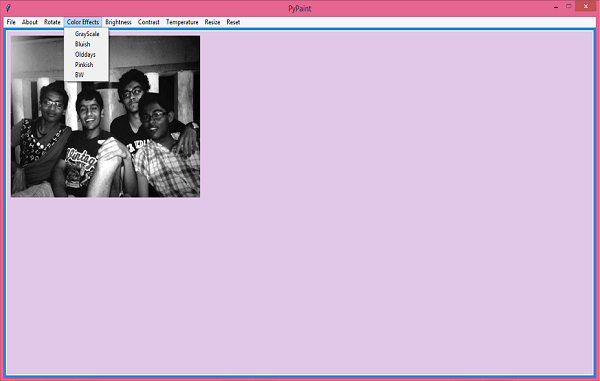 PyPaint
File About Rotate Color Effects Brightness Contrast Temperature Resize Reset
GrayScale
Bluish
Olddays
Pinkish
BW
Vintage